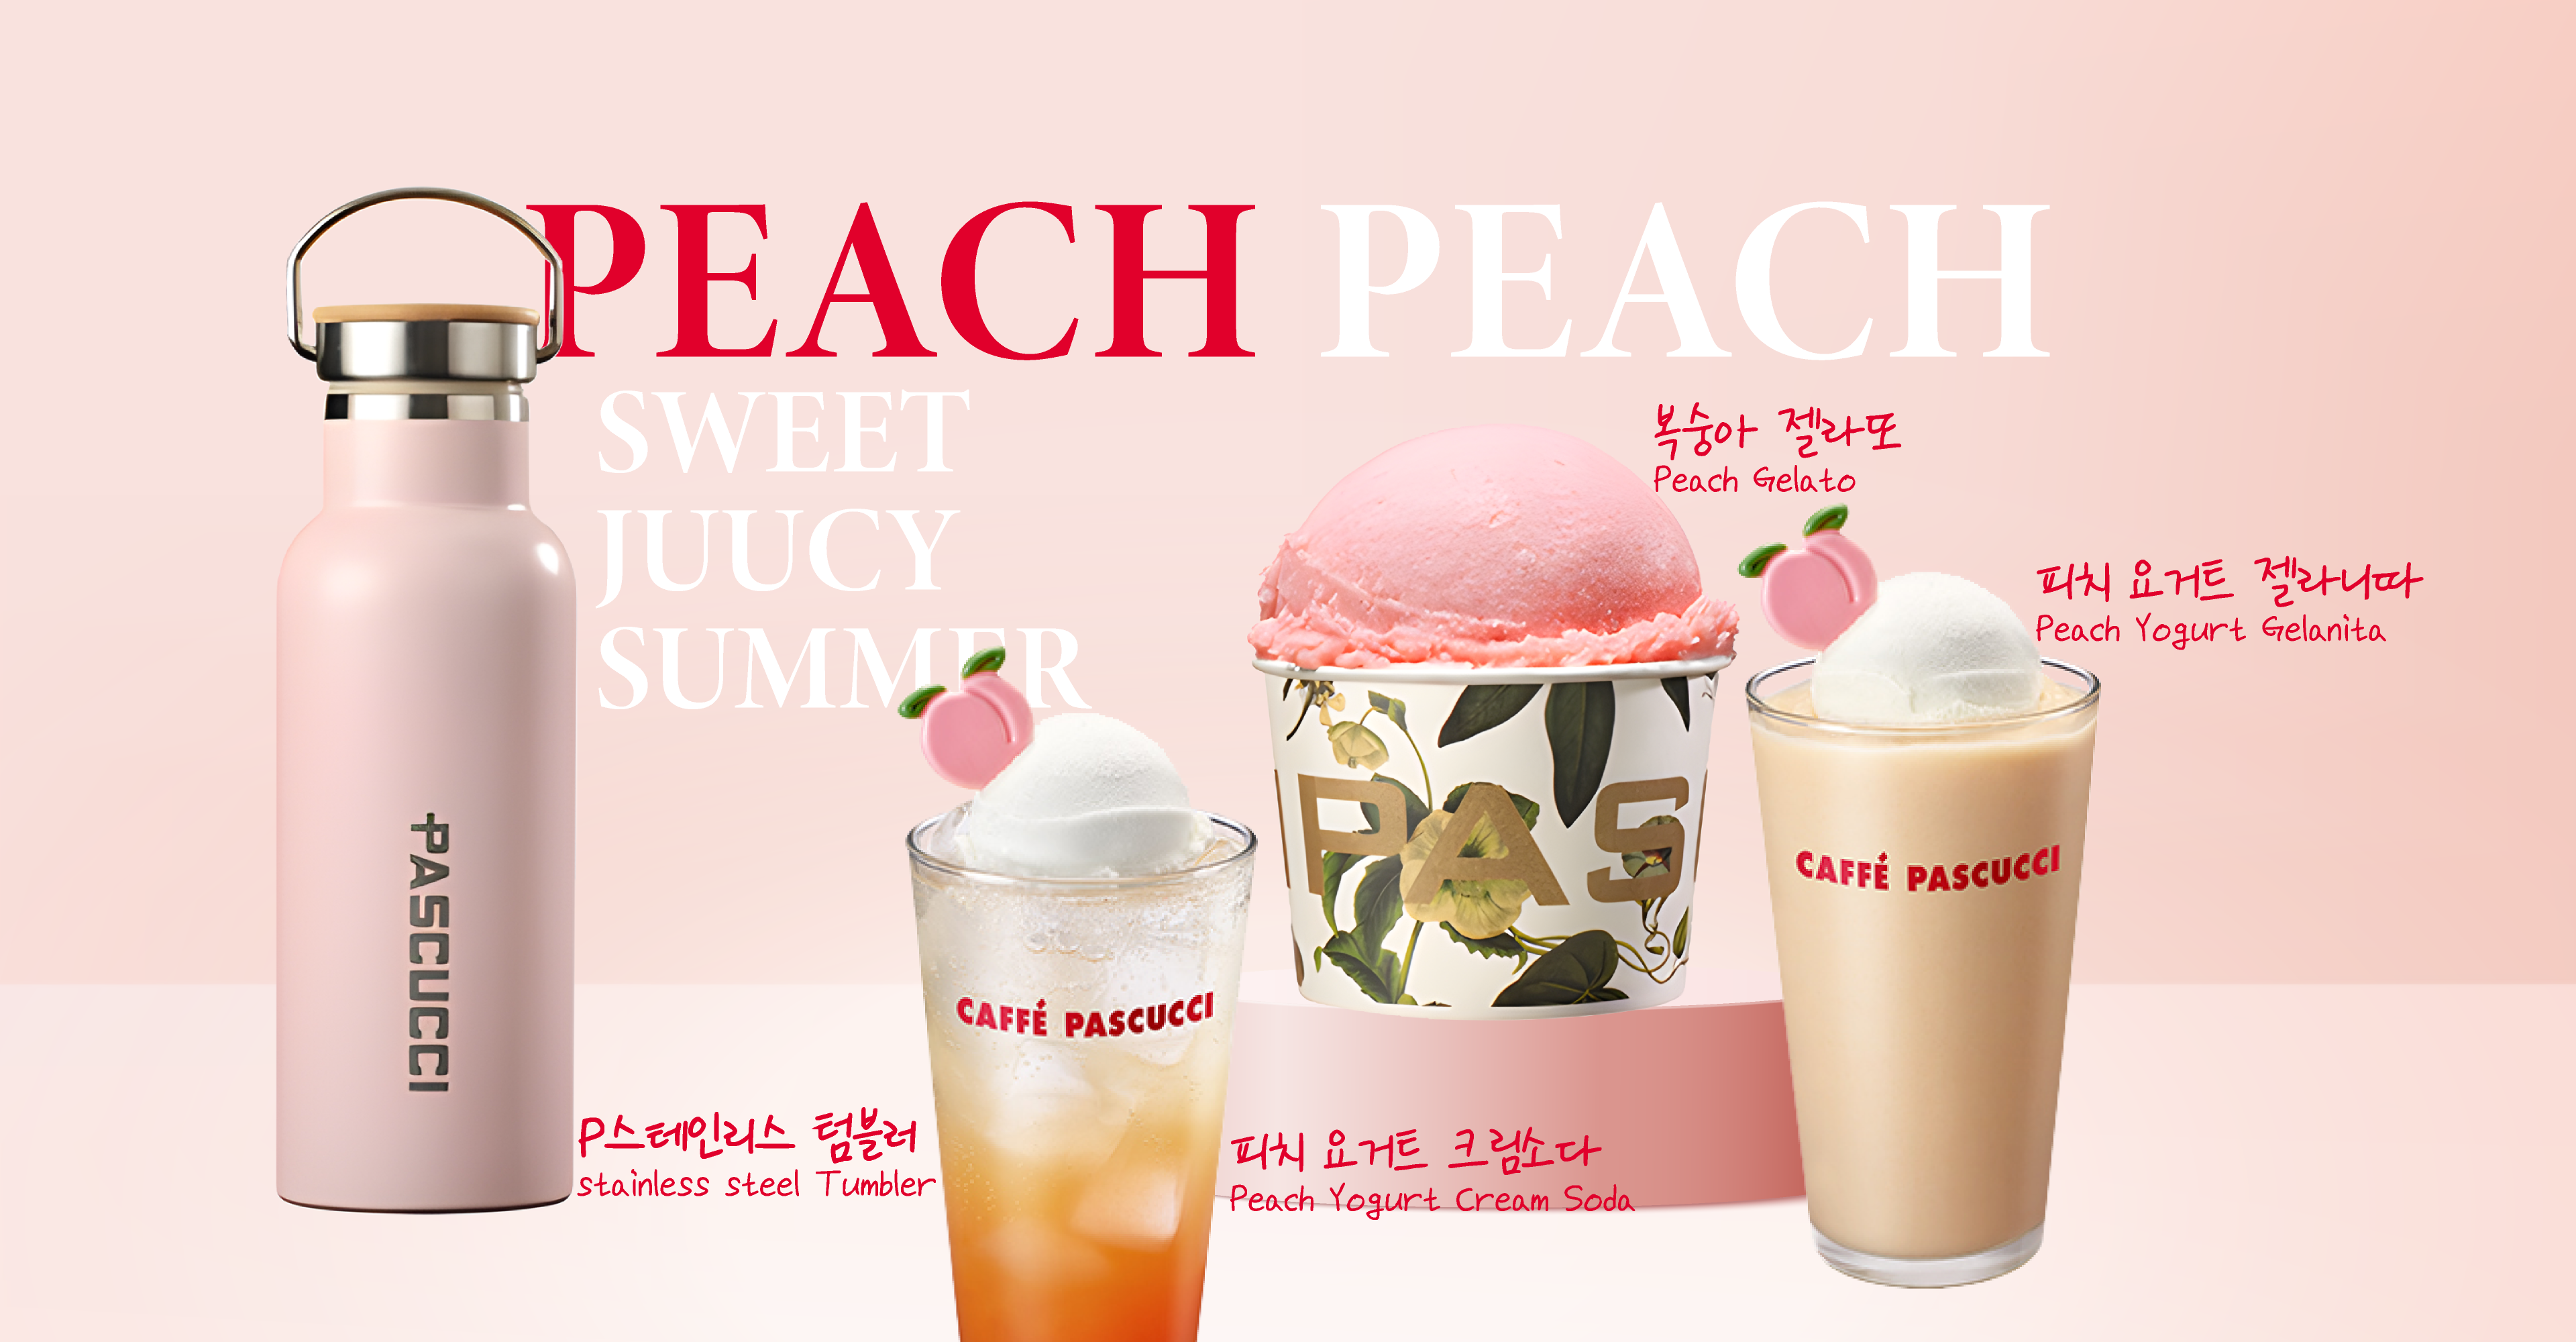 PEACH PEACH
SWEET
JUUCY
SUMMER
복숭아 젤라또
Peach Gelato
피치 요거트 젤라니따
Peach Yogurt Gelanita
PAS
CAFFÉ PASCUCCI
CAFFÉ PASCUCCI
PASCUCCI
P스테인리스 텀블러
stainless steel Tumbler
피치 요거트 크림소다
Peach Yogurt Cream Soda